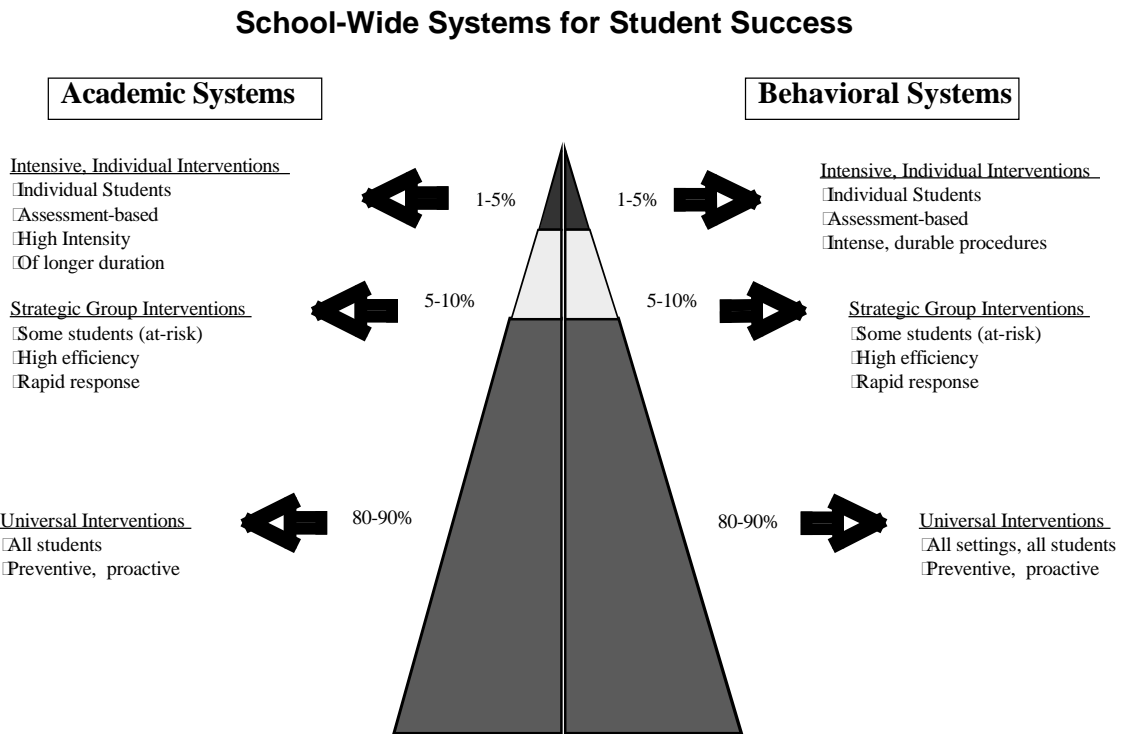 School-Wide Systems for Student Success
Academic Systems
Intensive, Individual Interventions
Individual Students
Assessment-based
High Intensity
Of longer duration
1-5%
Strategic Group Interventions
Some students (at-risk)
High efficiency
Rapid response
5-10%
Universal Interventions
All students
Preventive, proactive
80-90%
Behavioral Systems
1-5%
Intensive, Individual Interventions
Individual Students
Assessment-based
Intense, durable procedures
5-10%
Strategic Group Interventions
Some students (at-risk)
High efficiency
Rapid response
80-90%
Universal Interventions
All settings, all students
Preventive, proactive